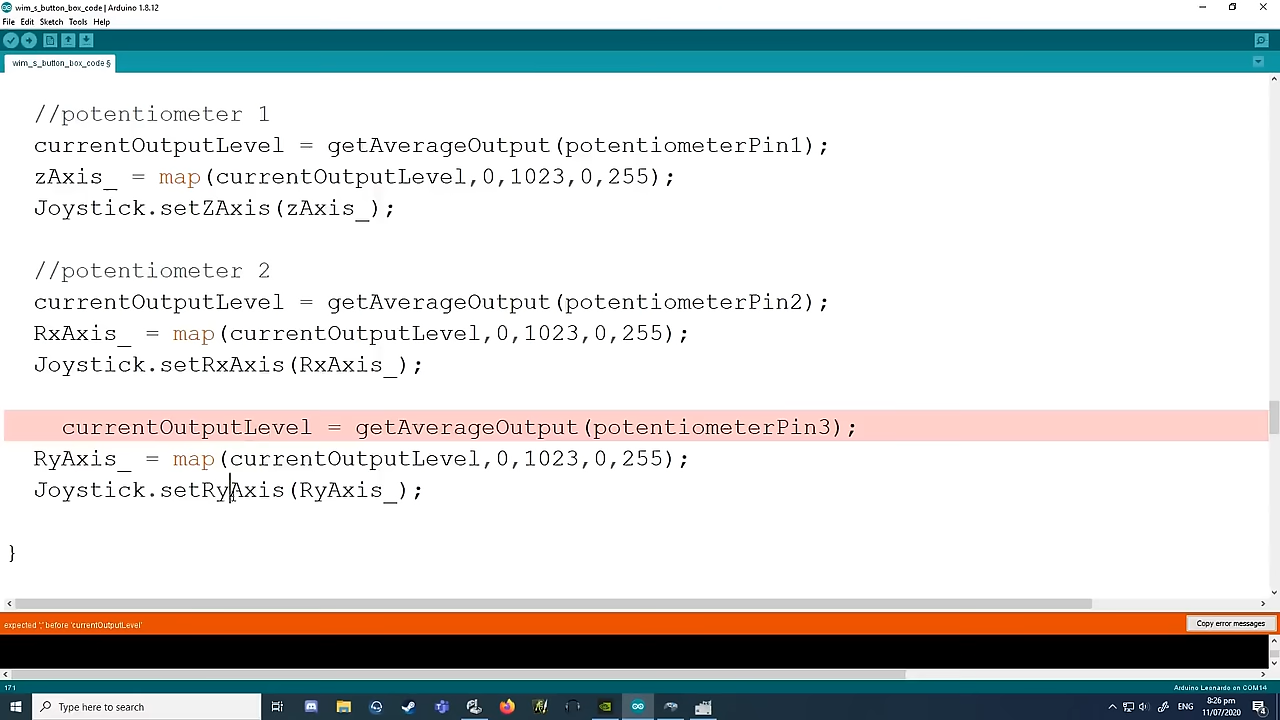 wim_s_button_box_code | Arduino 1.8.12
File Edit Sketch Tools Help
wim_s_button_box_code §
//potentiometer 1
currentOutputLevel = getAverageOutput(potentiometerPin1);
zAxis_ = map(currentOutputLevel,0,1023,0,255);
Joystick.setZAxis(zAxis_);
//potentiometer 2
currentOutputLevel = getAverageOutput(potentiometerPin2);
RxAxis_ = map(currentOutputLevel,0,1023,0,255);
Joystick.setRxAxis(RxAxis_);
currentOutputLevel = getAverageOutput(potentiometerPin3);
RyAxis_ = map(currentOutputLevel,0,1023,0,255);
Joystick.setRyAxis(RyAxis_);
}
expected ';' before 'currentOutputLevel'
Copy error messages
171
Arduino Leonardo on COM14
Type here to search
ENG
8:26 pm
11/07/2020